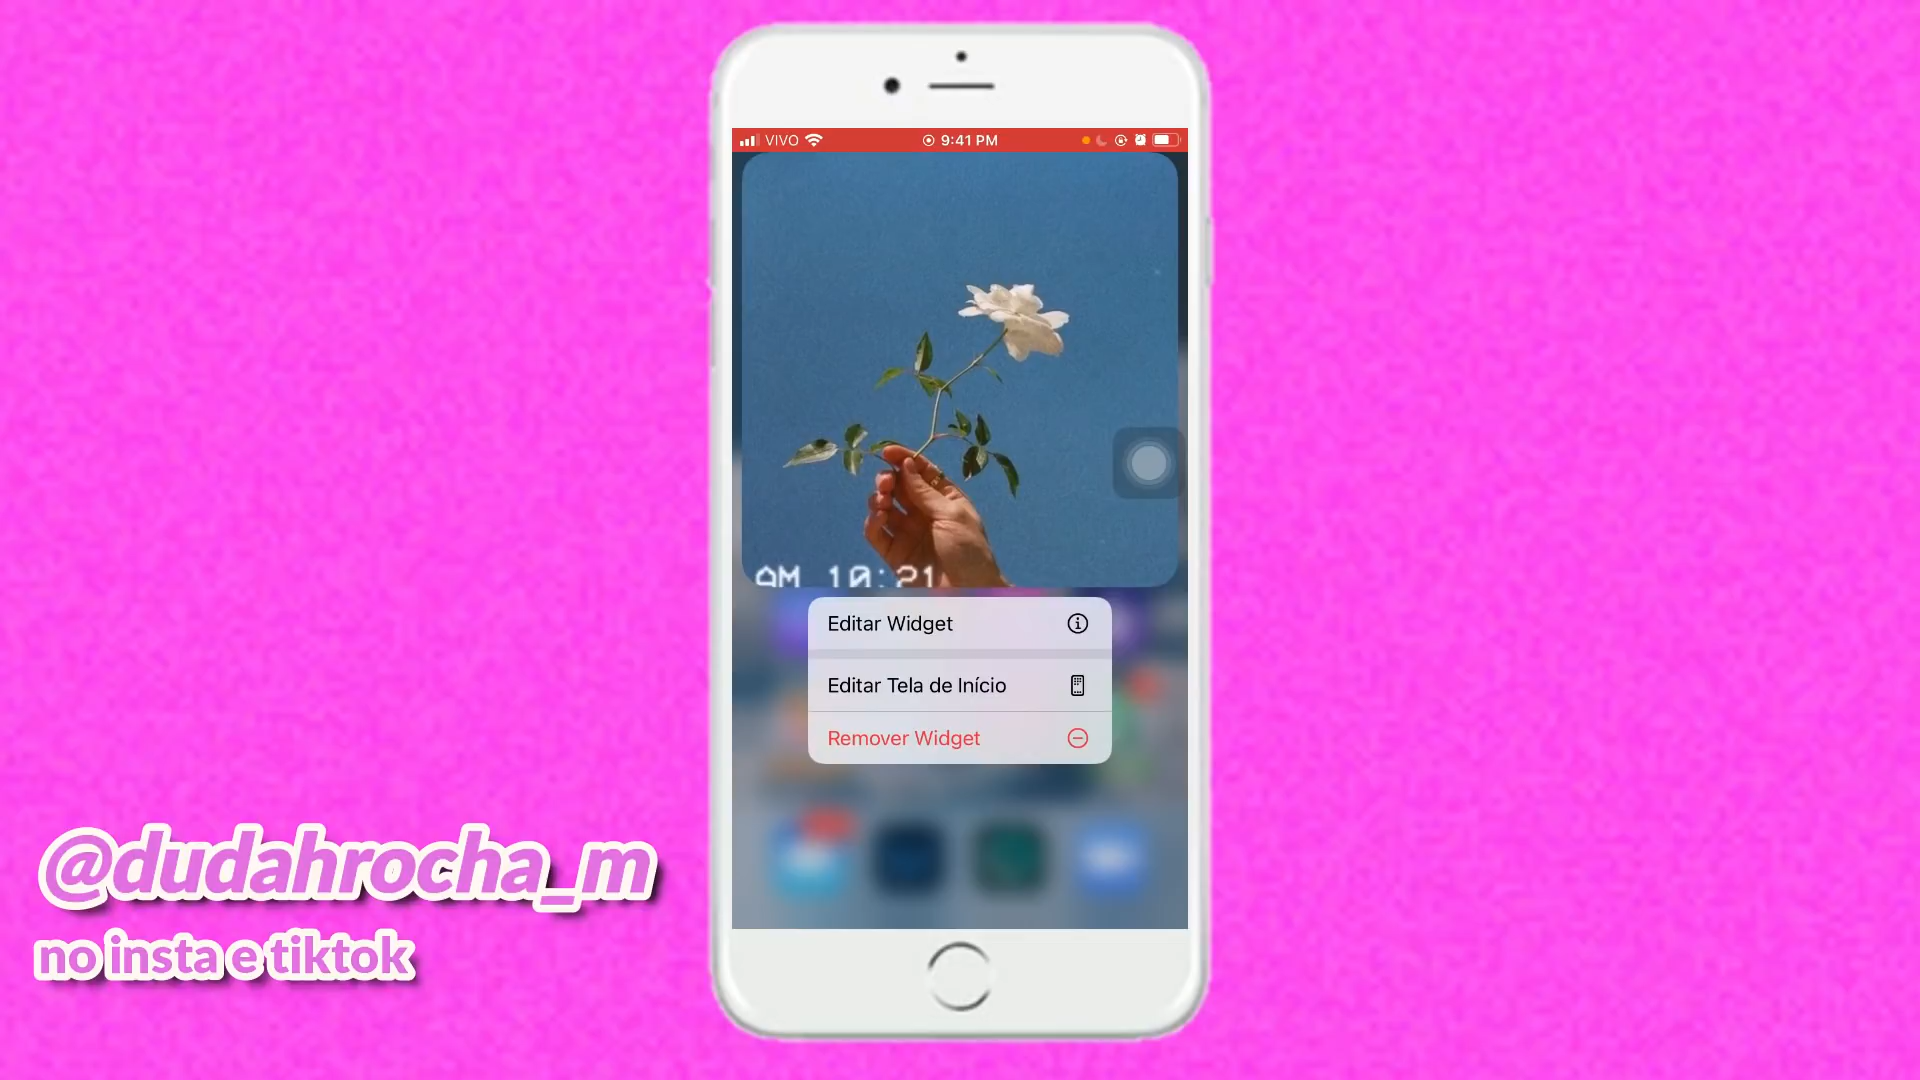 VIVO 9:41 PM
AM 10:21
Editar Widget
Editar Tela de Início
Remover Widget
@dudahrocha_m
no insta e tiktok